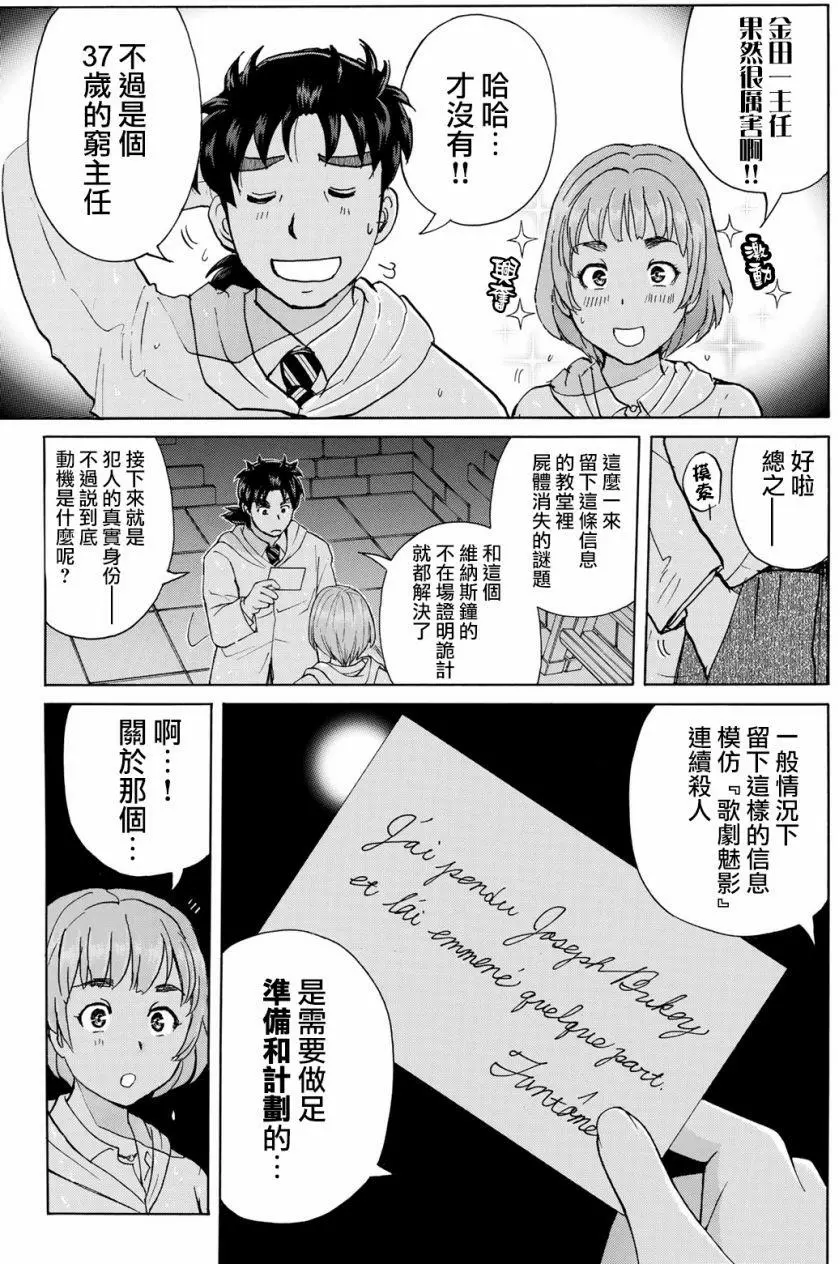 金田一主任
果然很厲害啊!!
激動
興奮
哈哈…
才沒有!!
不過是個
37歲的窮主任
好啦
總之——
摸索
這麼一來
留下這條信息
的教堂裡
屍體消失的謎題
和這個
維納斯鐘的
不在場證明詭計
就都解決了
接下來就是
犯人的真實身份——
不過說到底
動機是什麼呢?
一般情況下
留下這樣的信息
模仿『歌劇魅影』
連續殺人
J'ai pendu Joseph Bukey
et l'ai emmené quelque part.
Fantôme
是需要做足
準備和計劃的…
啊…!
關於那個…